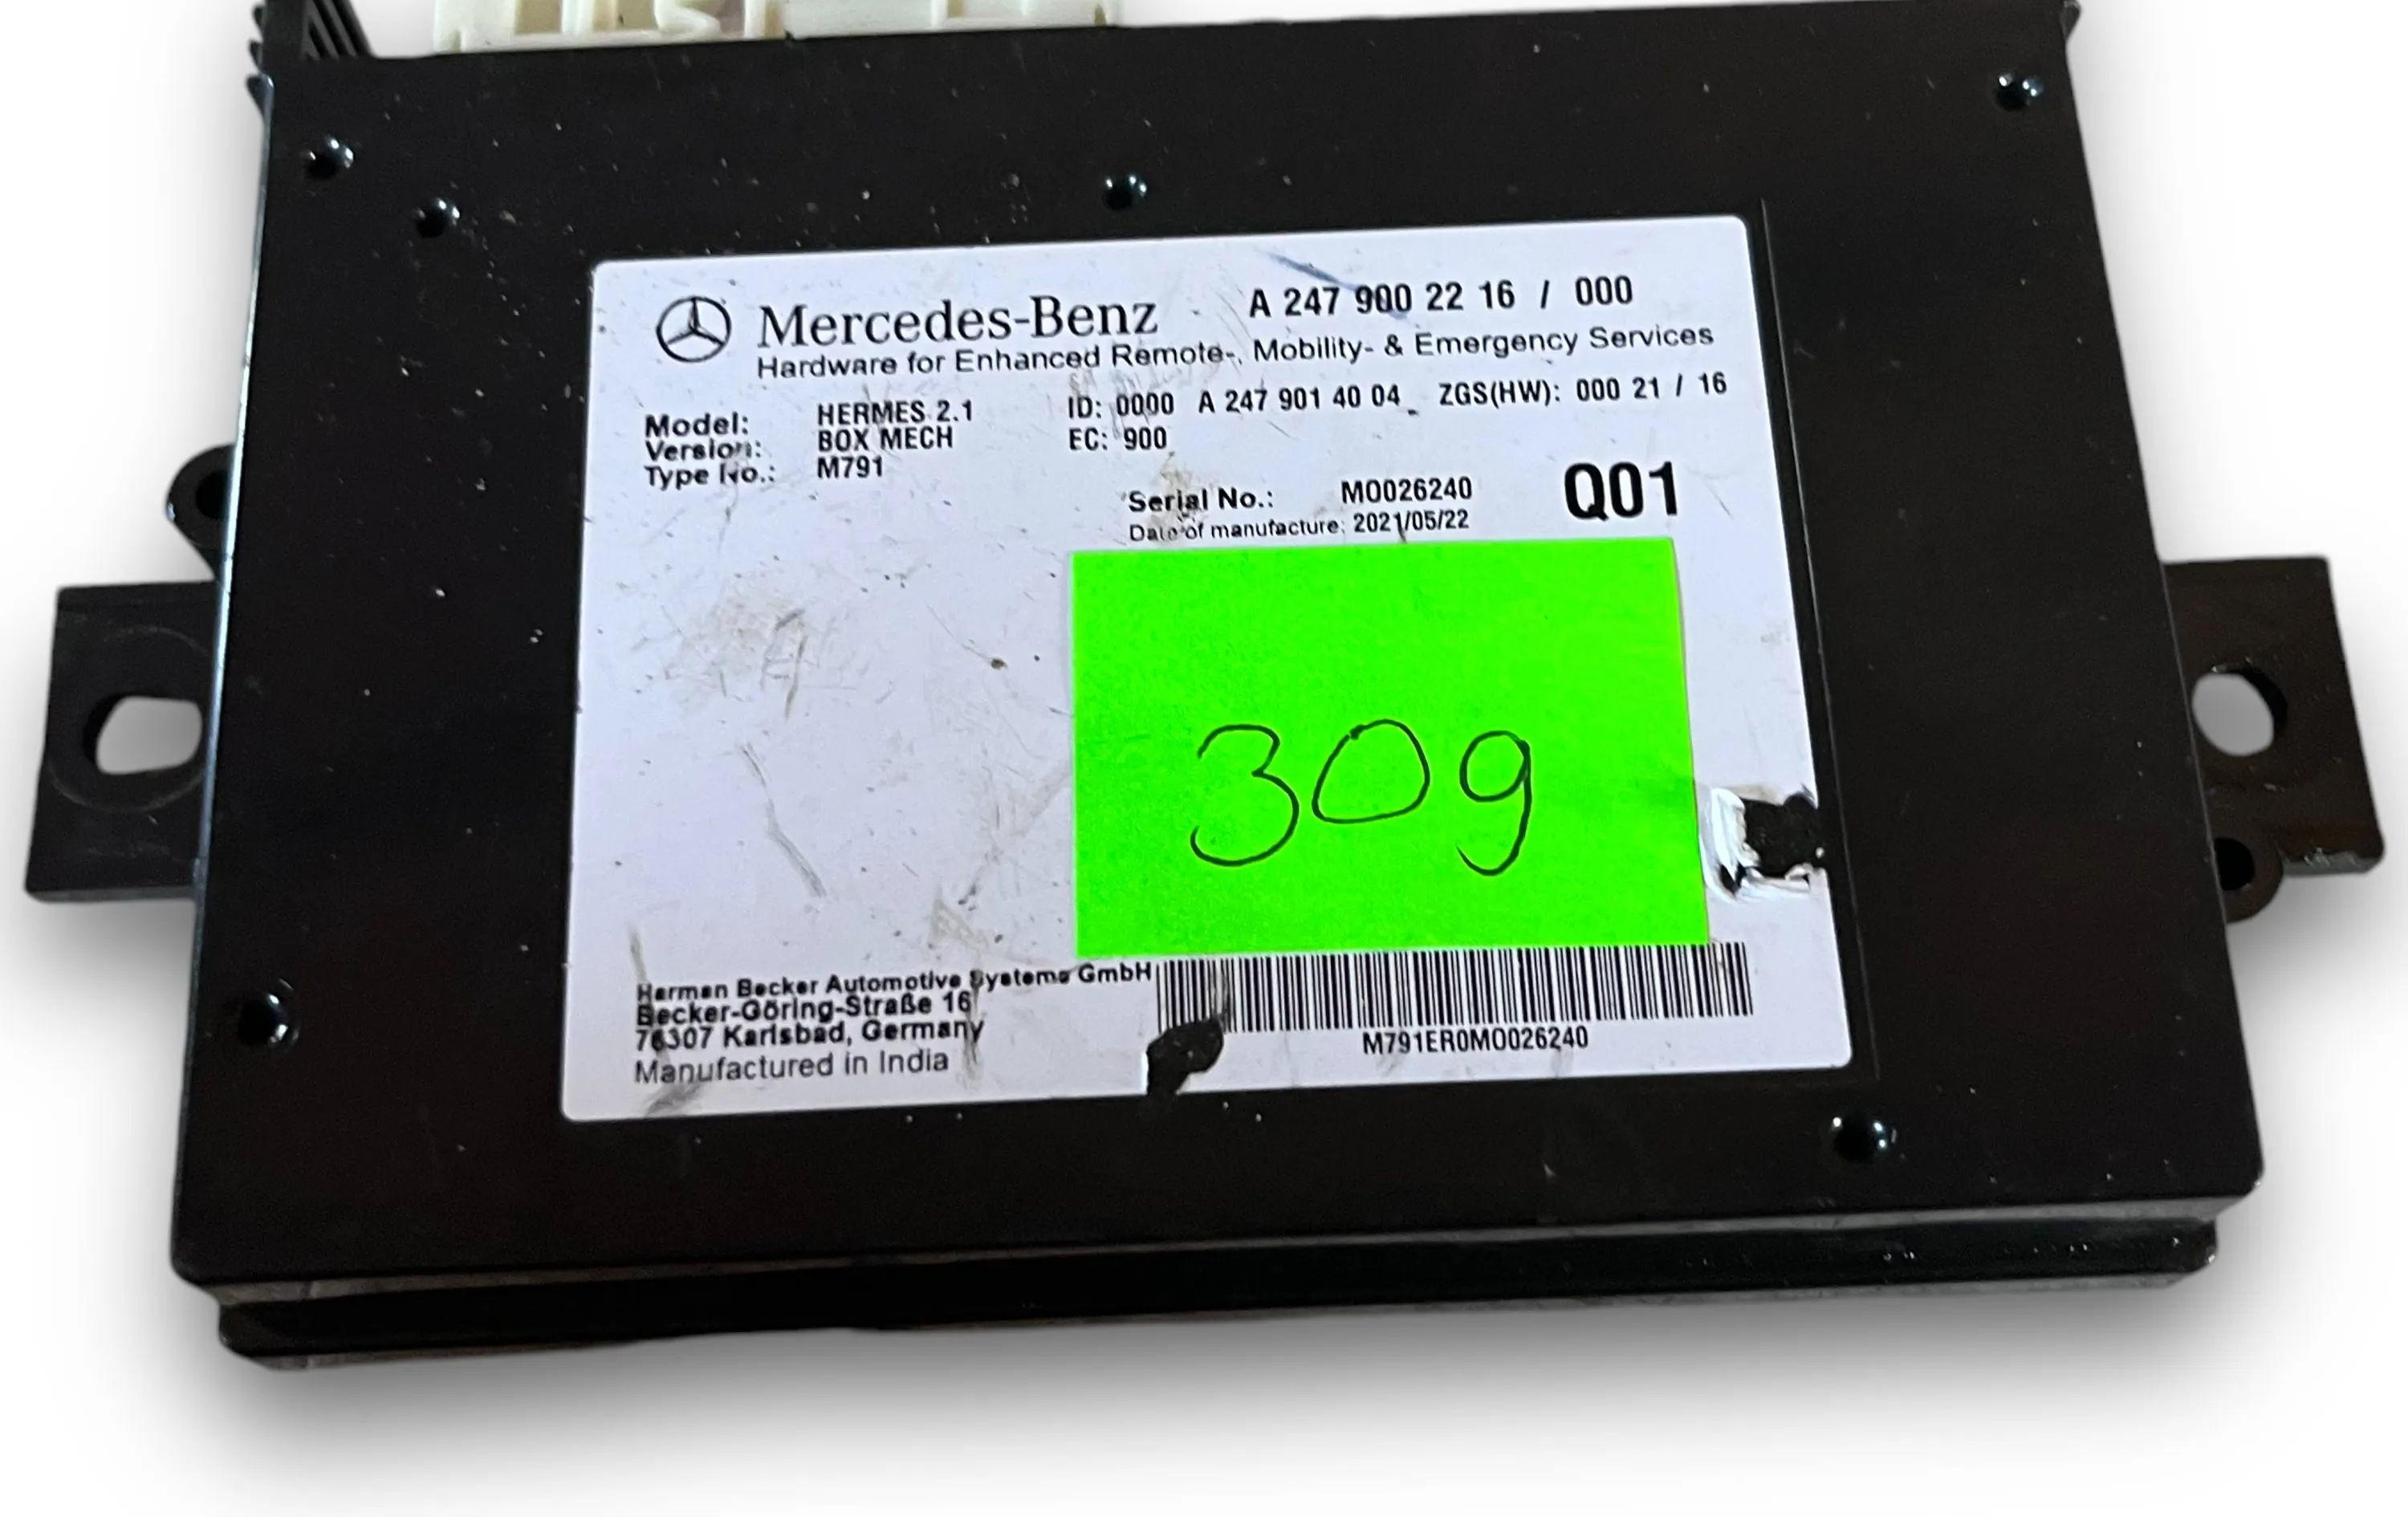 Mercedes-Benz A 247 900 22 16 / 000
Hardware for Enhanced Remote-, Mobility- & Emergency Services
Model: HERMES 2.1 ID: 0000 A 247 901 40 04 ZGS(HW): 000 21 / 16
Version: BOX MECH EC: 900
Type No.: M791
Serial No.: M0026240 Q01
Date of manufacture: 2021/05/22
309
Harman Becker Automotive Systems GmbH
Becker-Göring-Straße 16
76307 Karlsbad, Germany
Manufactured in India
M791ER0M0026240